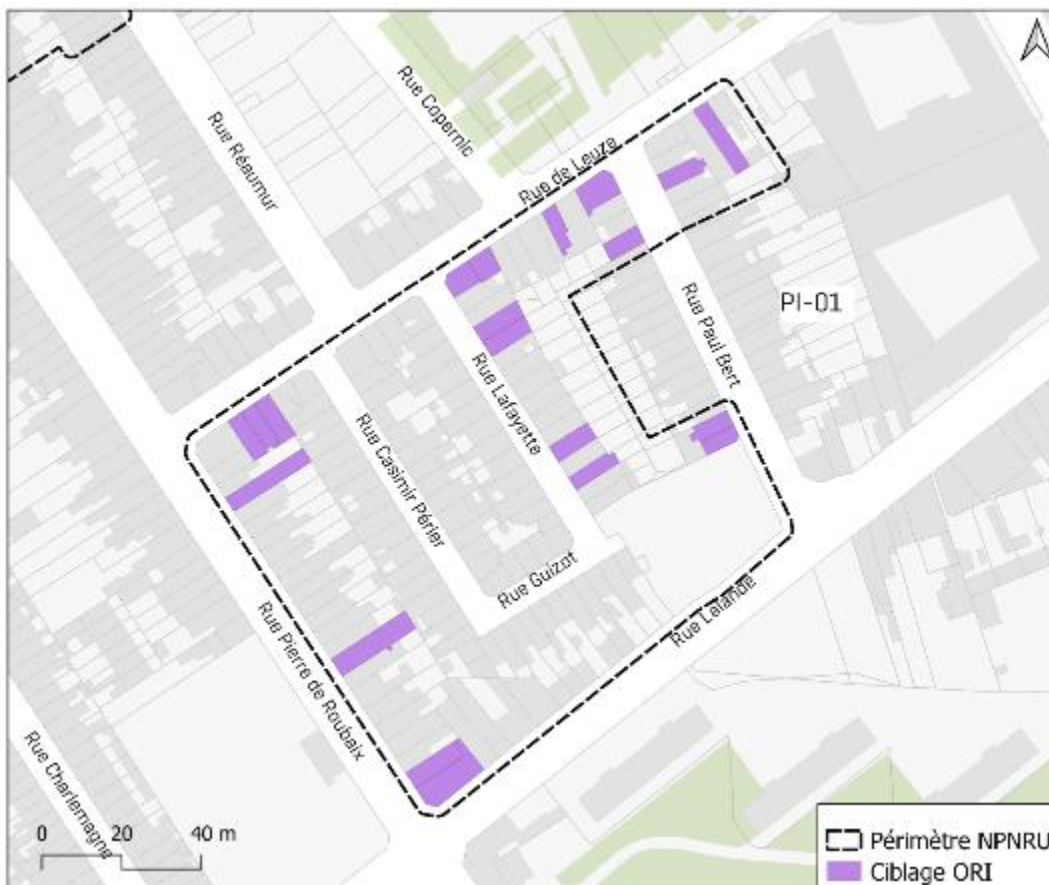 Rue Réaumur
Rue Copernic
Rue de Leuze
Rue Paul Bert
PI-01
Rue Lafayette
Rue Casimir Périer
Rue Guizot
Rue Lalande
Rue Pierre de Roubaix
Rue Charlemagne
0 20 40 m
Périmètre NPNRU
Ciblage ORI